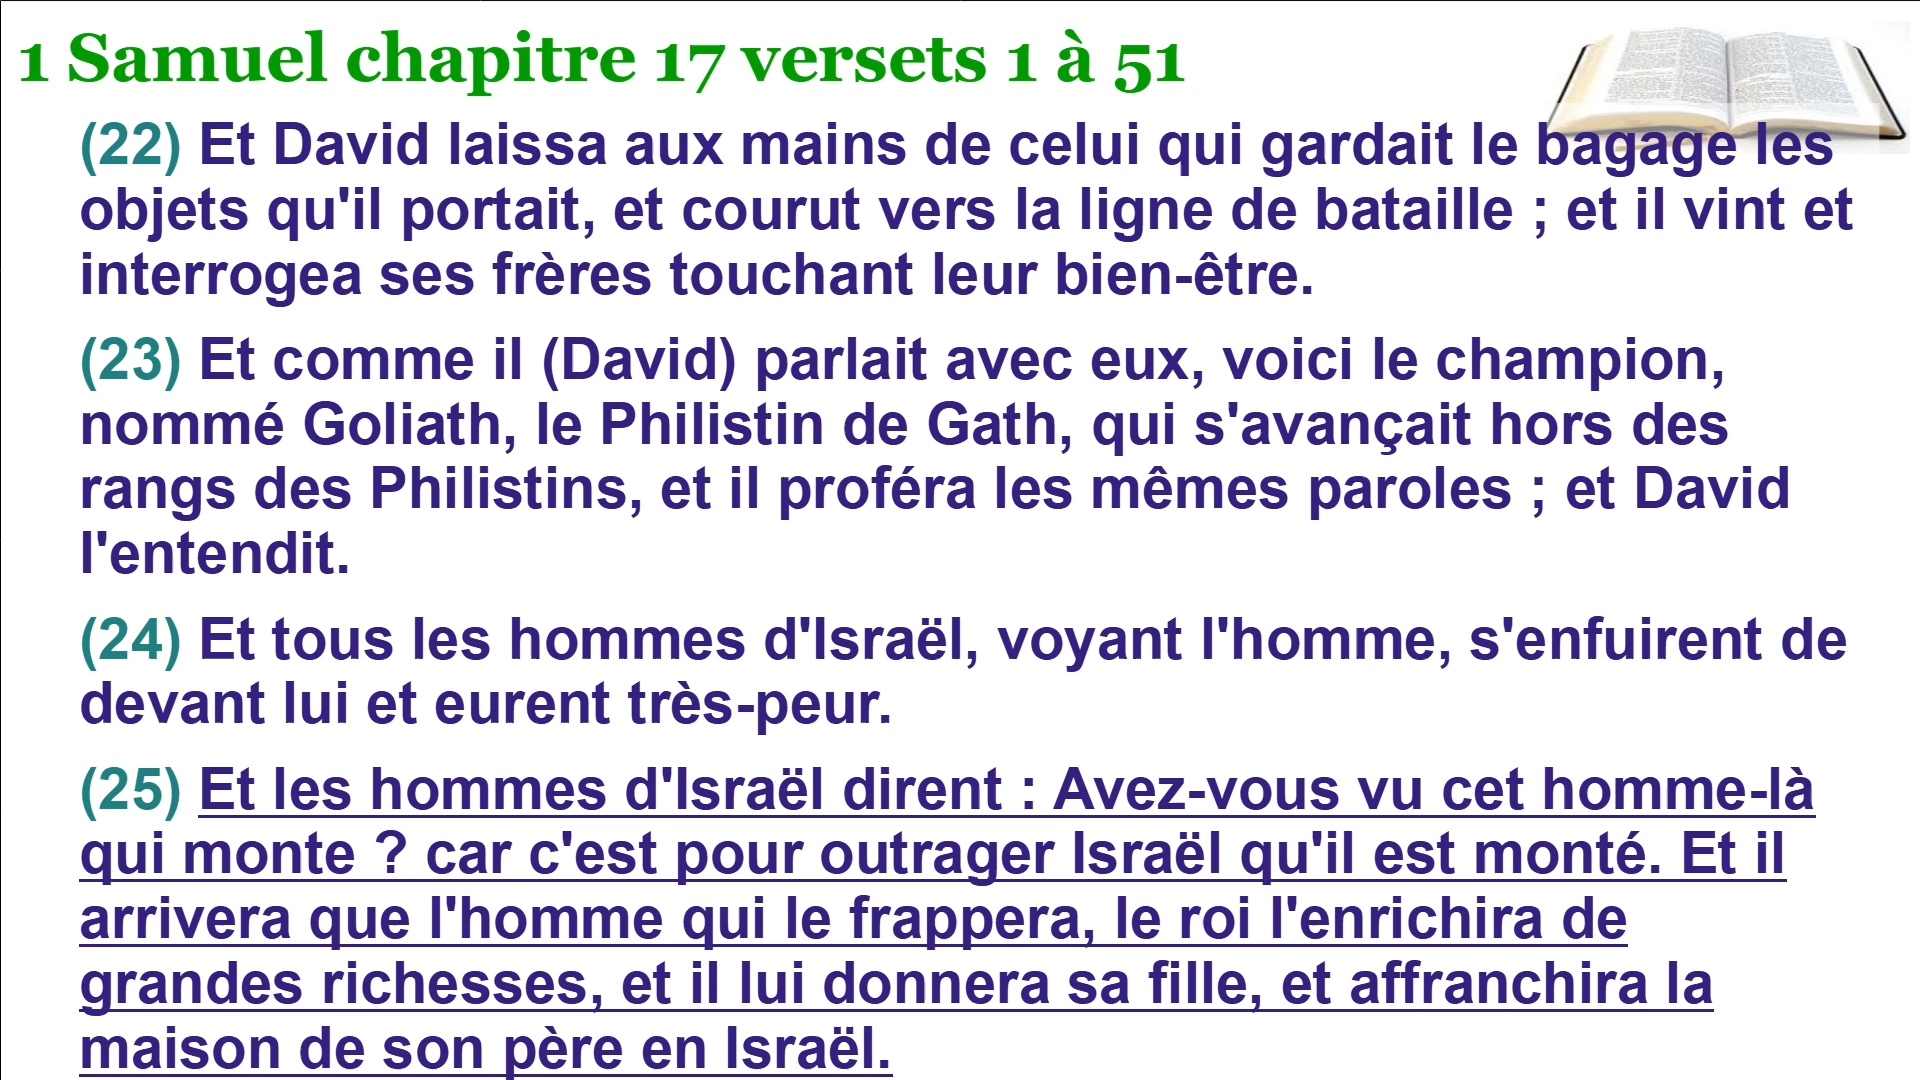 1 Samuel chapitre 17 versets 1 à 51
(22) Et David laissa aux mains de celui qui gardait le bagage les
objets qu'il portait, et courut vers la ligne de bataille ; et il vint et
interrogea ses frères touchant leur bien-être.
(23) Et comme il (David) parlait avec eux, voici le champion,
nommé Goliath, le Philistin de Gath, qui s'avançait hors des
rangs des Philistins, et il proféra les mêmes paroles ; et David
l'entendit.
(24) Et tous les hommes d'Israël, voyant l'homme, s'enfuirent de
devant lui et eurent très-peur.
(25) Et les hommes d'Israël dirent : Avez-vous vu cet homme-là
qui monte ? car c'est pour outrager Israël qu'il est monté. Et il
arrivera que l'homme qui le frappera, le roi l'enrichira de
grandes richesses, et il lui donnera sa fille, et affranchira la
maison de son père en Israël.